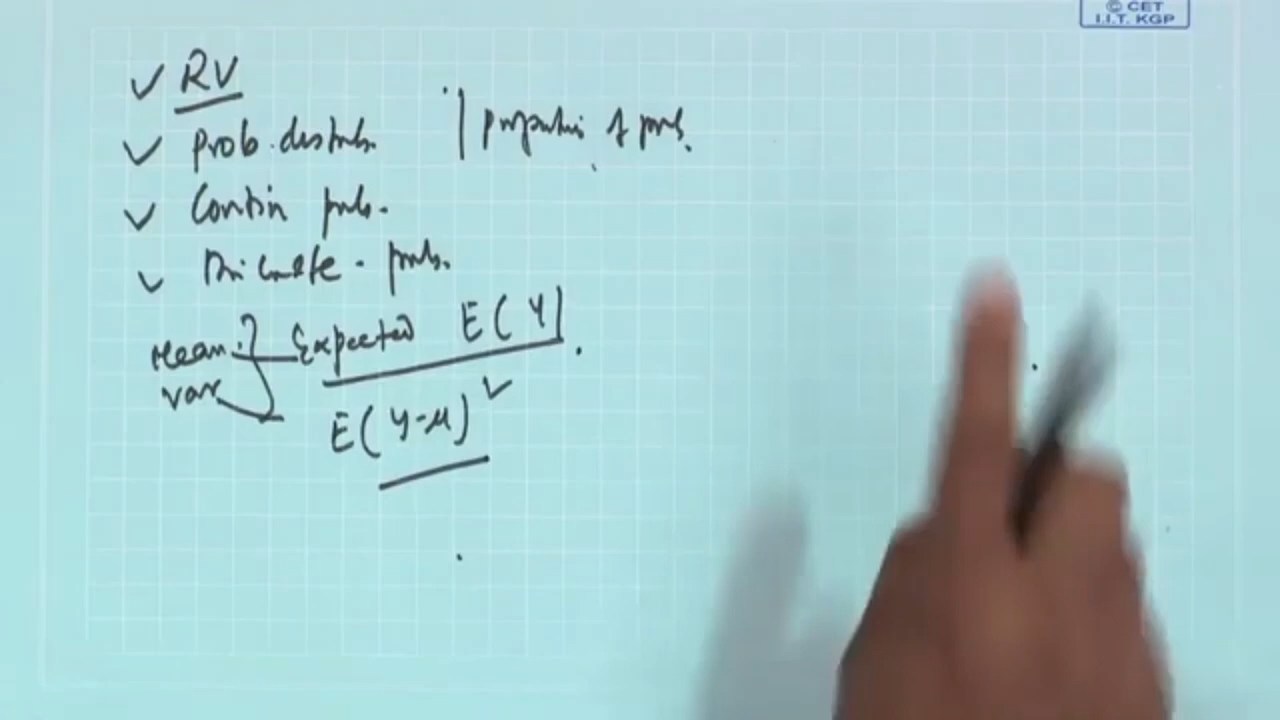 © CET
I.I.T. KGP
✓ RV
✓ Prob. distrib. | properties of prob.
✓ Contin prob.
✓ Discrete - prob.
Mean Expected E(Y)
Var
E(y-μ)²